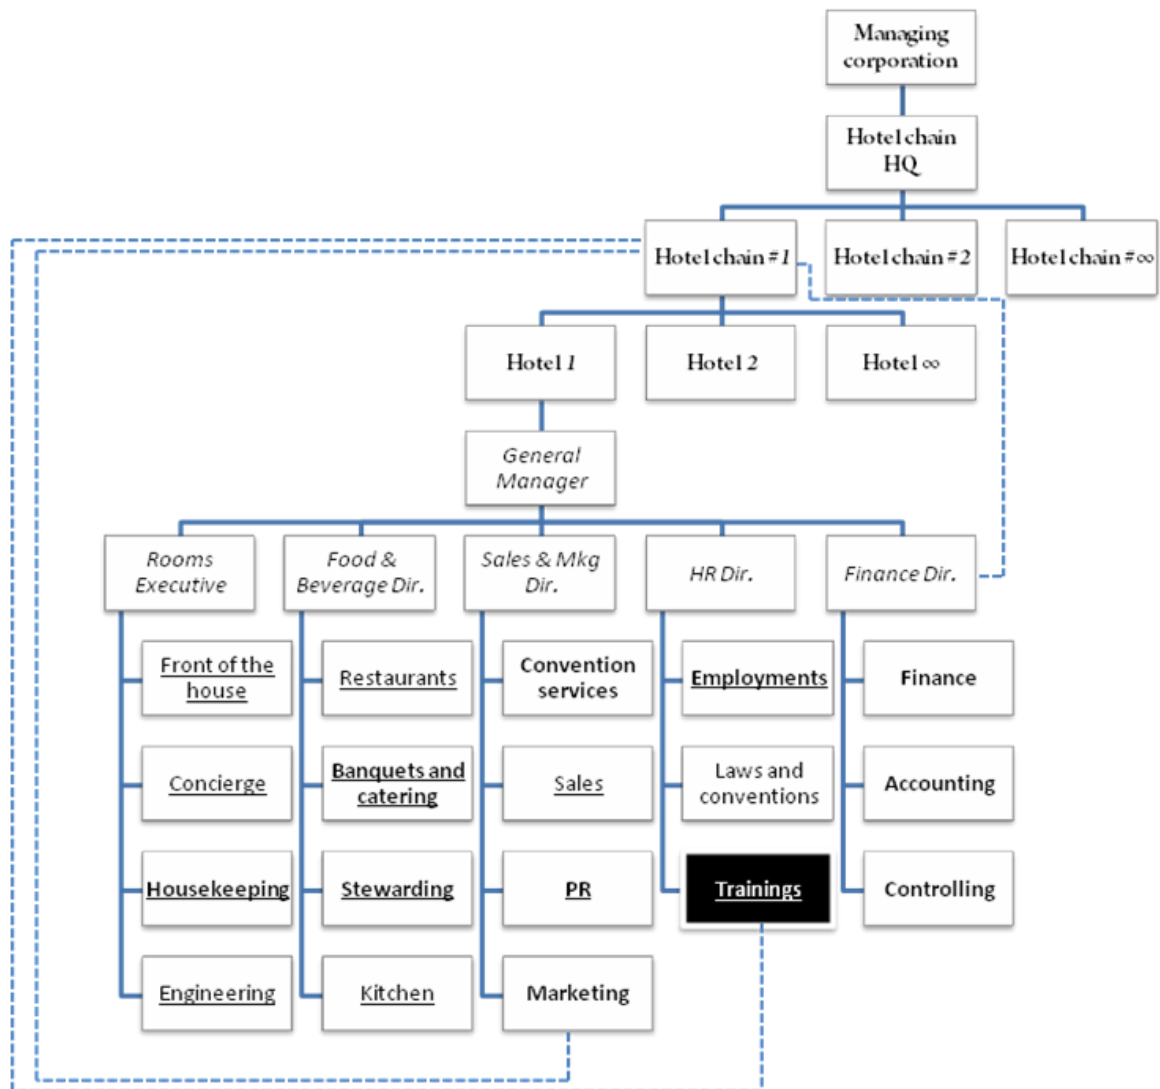 Managing
corporation
Hotel chain
HQ
Hotel chain #1
Hotel chain #2
Hotel chain #∞
Hotel 1
Hotel 2
Hotel ∞
General
Manager
Rooms
Executive
Food &
Beverage Dir.
Sales & Mkg
Dir.
HR Dir.
Finance Dir.
Front of the
house
Restaurants
Convention
services
Employments
Finance
Concierge
Banquets and
catering
Sales
Laws and
conventions
Accounting
Housekeeping
Stewarding
PR
Trainings
Controlling
Engineering
Kitchen
Marketing